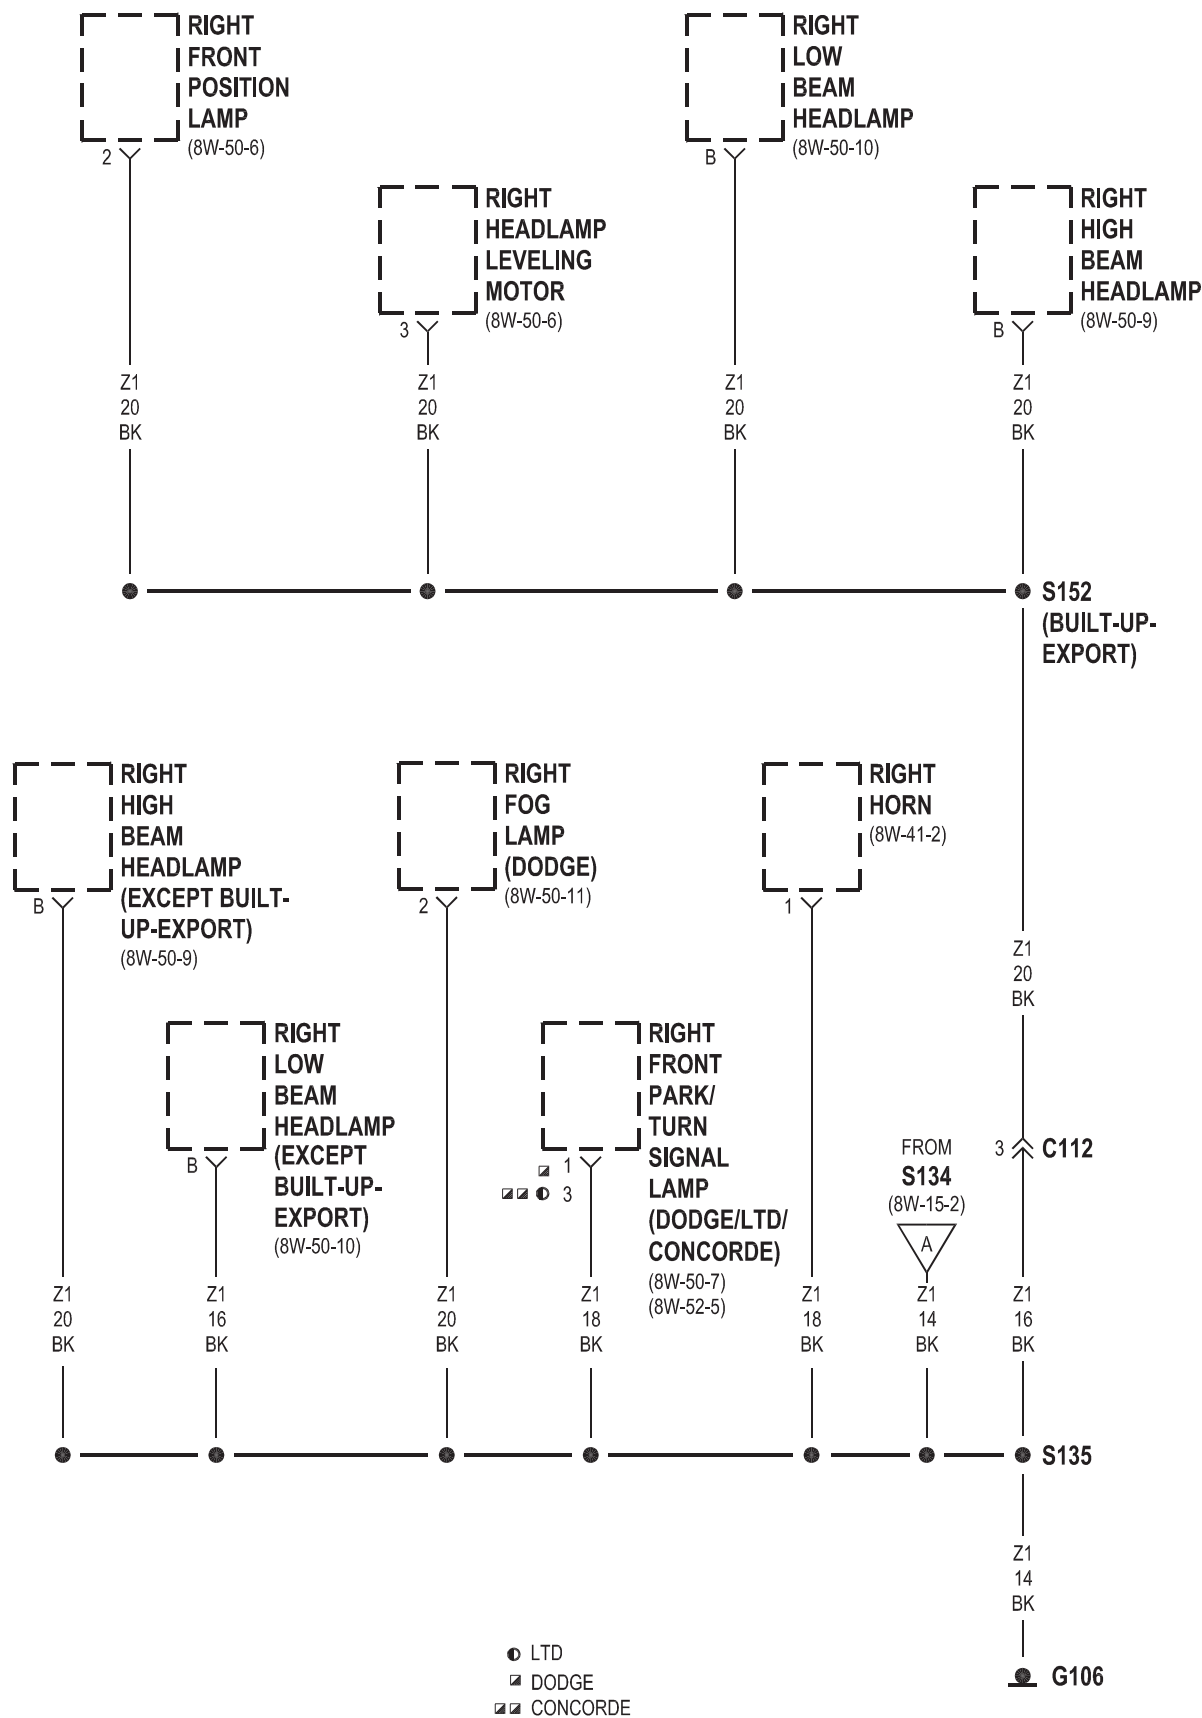 RIGHT
FRONT
POSITION
LAMP
(8W-50-6)
2
RIGHT
LOW
BEAM
HEADLAMP
(8W-50-10)
B
RIGHT
HEADLAMP
LEVELING
MOTOR
(8W-50-6)
3
RIGHT
HIGH
BEAM
HEADLAMP
(8W-50-9)
B
Z1
20
BK
Z1
20
BK
Z1
20
BK
Z1
20
BK
S152
(BUILT-UP-
EXPORT)
RIGHT
HIGH
BEAM
HEADLAMP
(EXCEPT BUILT-
UP-EXPORT)
(8W-50-9)
B
RIGHT
FOG
LAMP
(DODGE)
(8W-50-11)
2
RIGHT
HORN
(8W-41-2)
1
Z1
20
BK
RIGHT
LOW
BEAM
HEADLAMP
(EXCEPT
BUILT-UP-
EXPORT)
(8W-50-10)
B
RIGHT
FRONT
PARK/
TURN
SIGNAL
LAMP
(DODGE/LTD/
CONCORDE)
(8W-50-7)
(8W-52-5)
1
3
FROM
S134
(8W-15-2)
A
3
C112
Z1
20
BK
Z1
16
BK
Z1
20
BK
Z1
18
BK
Z1
18
BK
Z1
14
BK
Z1
16
BK
S135
Z1
14
BK
G106
LTD
DODGE
CONCORDE